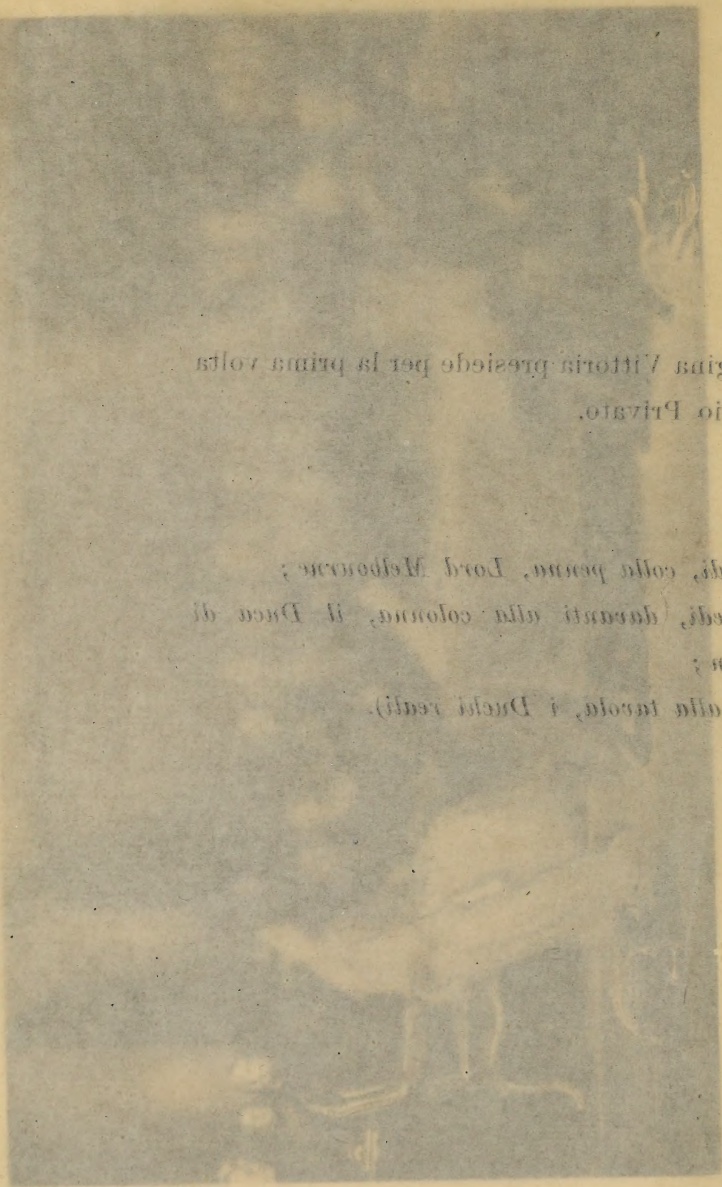 gina Vittoria presiede per la prima volta
io Privato.
di, colla penna, Lord Melbourne;
edi, davanti alla colonna, il Duca di
n;
alla tavola, i Duchi reali).